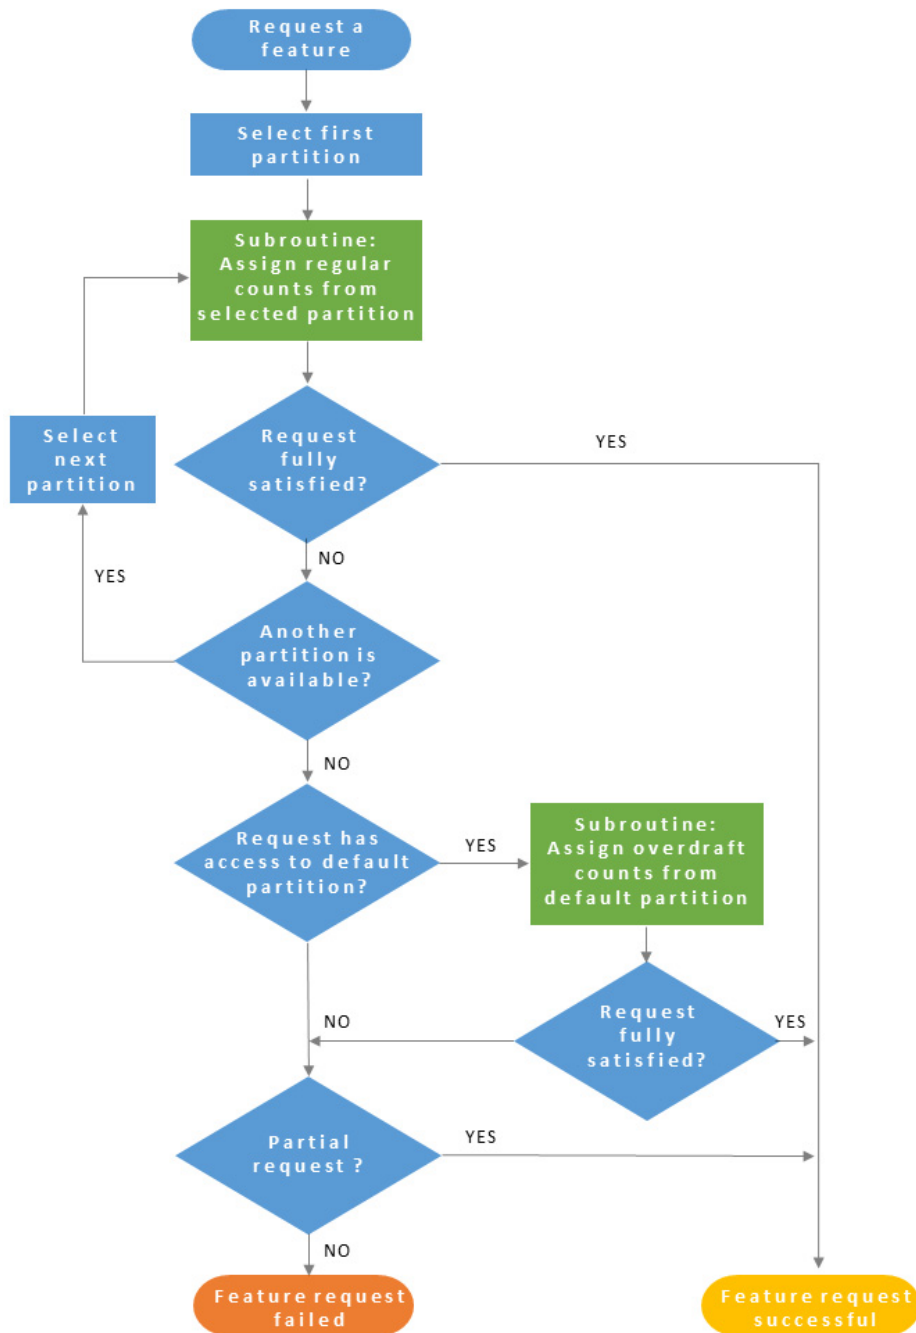 Request a
feature
Select first
partition
Subroutine:
Assign regular
counts from
selected partition
Select
next
partition
Request
fully
satisfied?
YES
NO
YES
Another
partition is
available?
NO
Request has
access to default
partition?
YES
Subroutine:
Assign overdraft
counts from
default partition
NO
Request
fully
satisfied?
YES
Partial
request ?
YES
NO
Feature request
failed
Feature request
successful